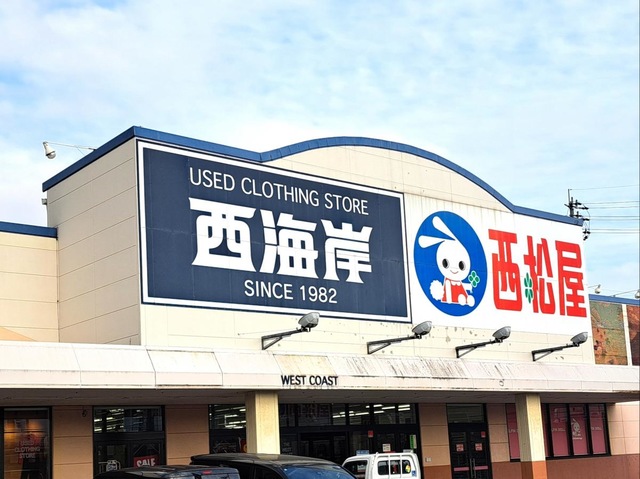 USED CLOTHING STORE
西海岸
SINCE 1982
西松屋
WEST COAST
SALE